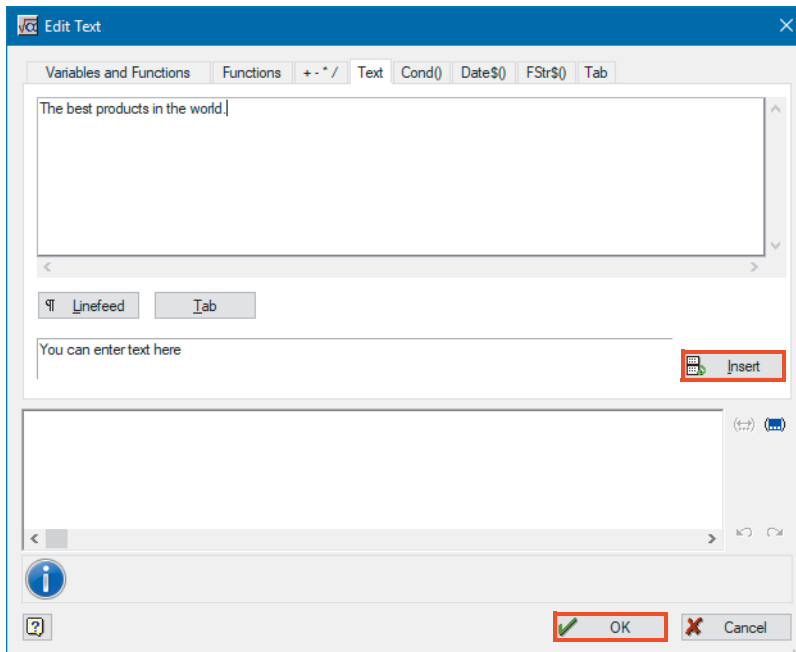 Edit Text
Variables and Functions Functions + - * / Text Cond() Date$() FStr$() Tab
The best products in the world.
¶ Linefeed Tab
You can enter text here
Insert
OK Cancel